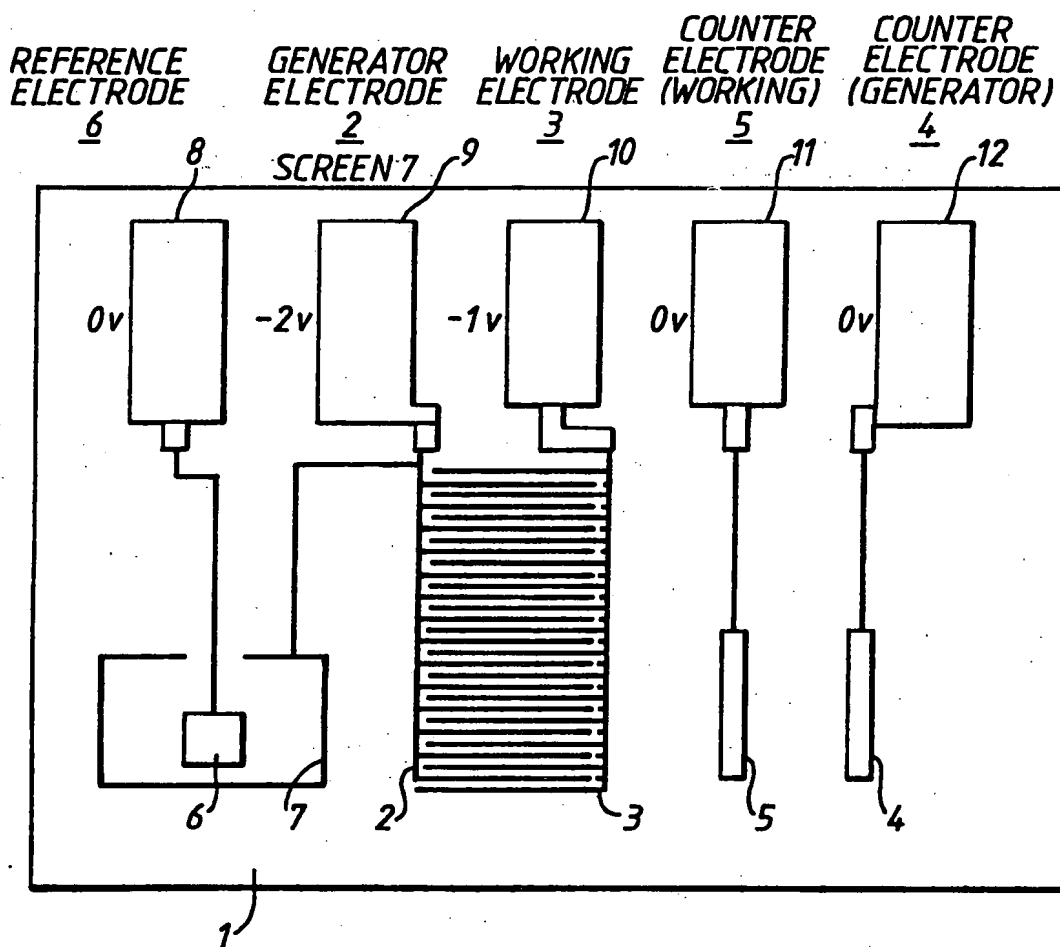 REFERENCE
ELECTRODE
6
GENERATOR
ELECTRODE
2
WORKING
ELECTRODE
3
COUNTER
ELECTRODE
(WORKING)
5
COUNTER
ELECTRODE
(GENERATOR)
4
8
SCREEN 7
9
10
11
12
0v
-2v
-1v
0v
0v
6
7
2
3
5
4
1